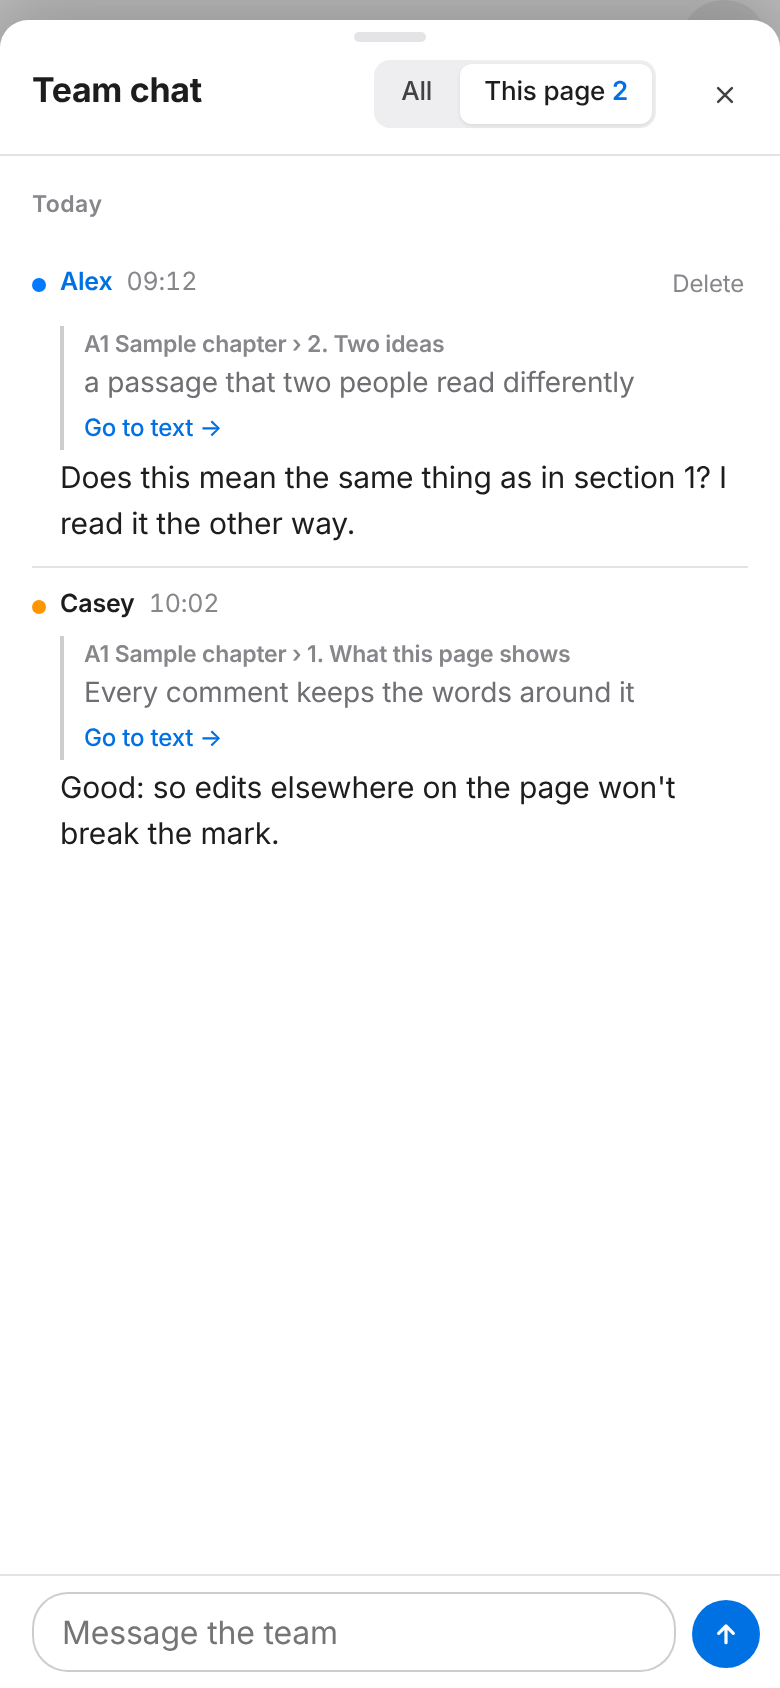 Team chat
All
This page 2
Today
Alex 09:12
Delete
A1 Sample chapter › 2. Two ideas
a passage that two people read differently
Go to text →
Does this mean the same thing as in section 1? I
read it the other way.
Casey 10:02
A1 Sample chapter › 1. What this page shows
Every comment keeps the words around it
Go to text →
Good: so edits elsewhere on the page won't
break the mark.
Message the team